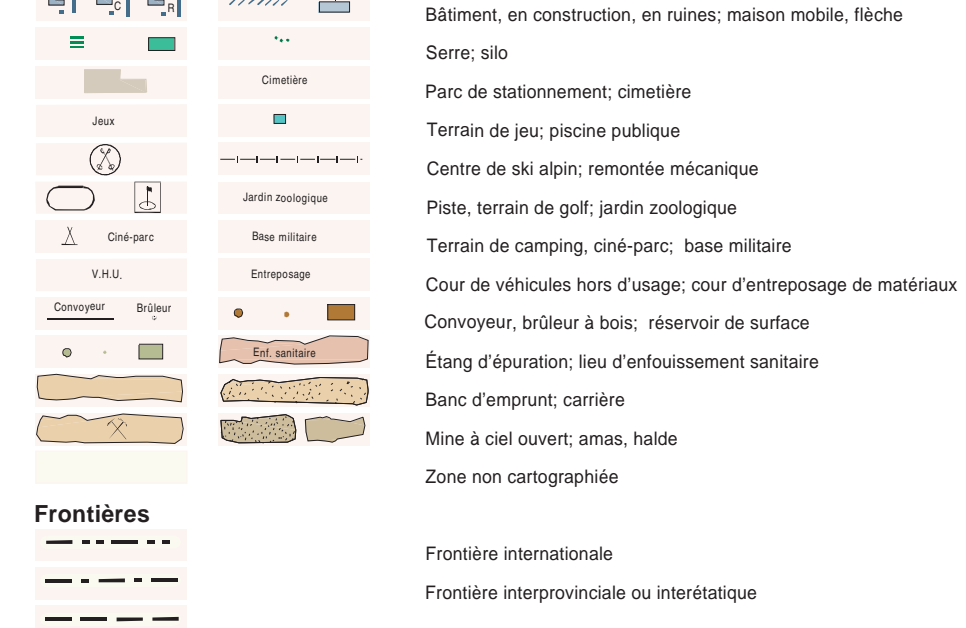 C R Bâtiment, en construction, en ruines; maison mobile, flèche
Serre; silo
Cimetière Parc de stationnement; cimetière
Jeux Terrain de jeu; piscine publique
Centre de ski alpin; remontée mécanique
Jardin zoologique Piste, terrain de golf; jardin zoologique
Ciné-parc Base militaire Terrain de camping, ciné-parc; base militaire
V.H.U. Entreposage Cour de véhicules hors d’usage; cour d’entreposage de matériaux
Convoyeur Brûleur Convoyeur, brûleur à bois; réservoir de surface
Enf. sanitaire Étang d’épuration; lieu d’enfouissement sanitaire
Banc d’emprunt; carrière
Mine à ciel ouvert; amas, halde
Zone non cartographiée
Frontières
Frontière internationale
Frontière interprovinciale ou interétatique